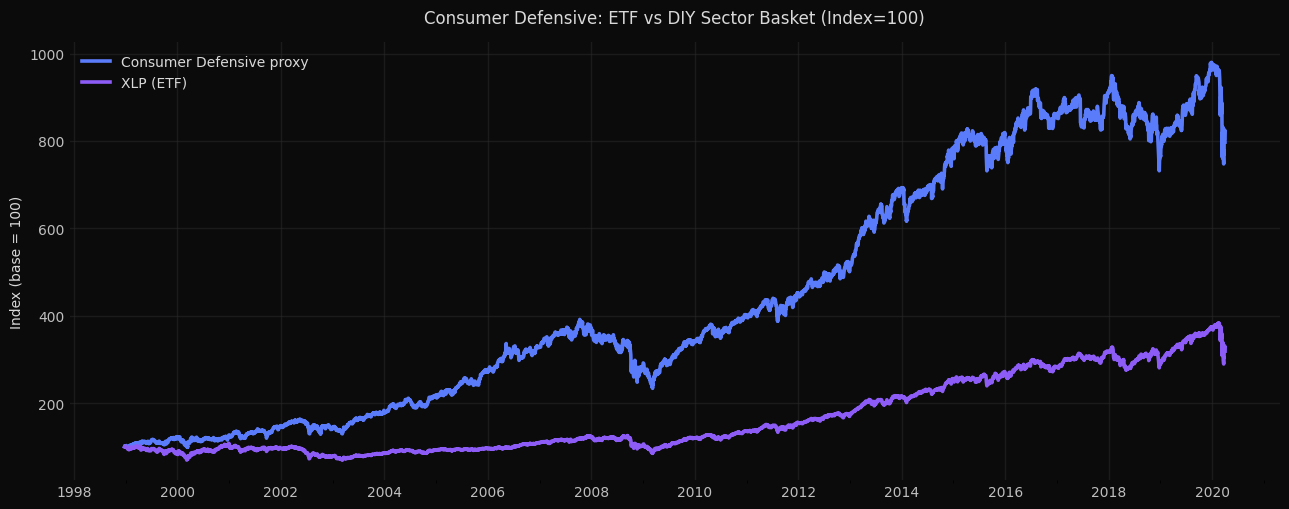 Consumer Defensive: ETF vs DIY Sector Basket (Index=100)
Consumer Defensive proxy
XLP (ETF)
Index (base = 100)
1000
800
600
400
200
1998 2000 2002 2004 2006 2008 2010 2012 2014 2016 2018 2020